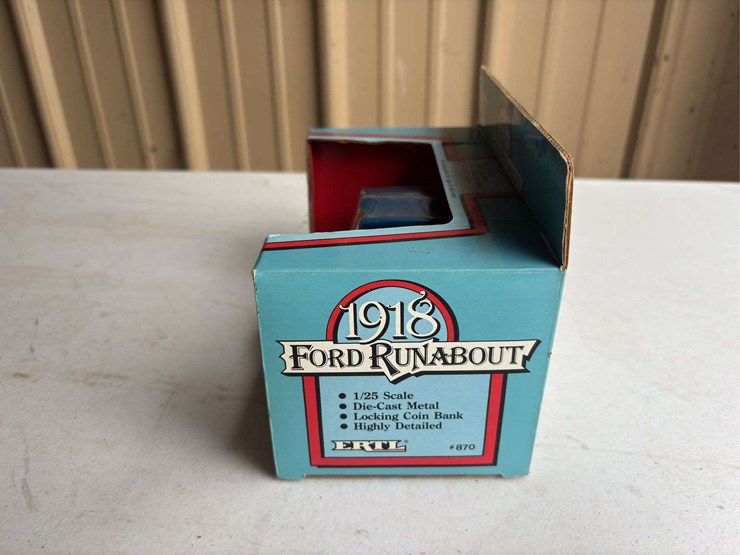 1918
FORD RUNABOUT
• 1/25 Scale
• Die-Cast Metal
• Locking Coin Bank
• Highly Detailed
ERTL®
#870